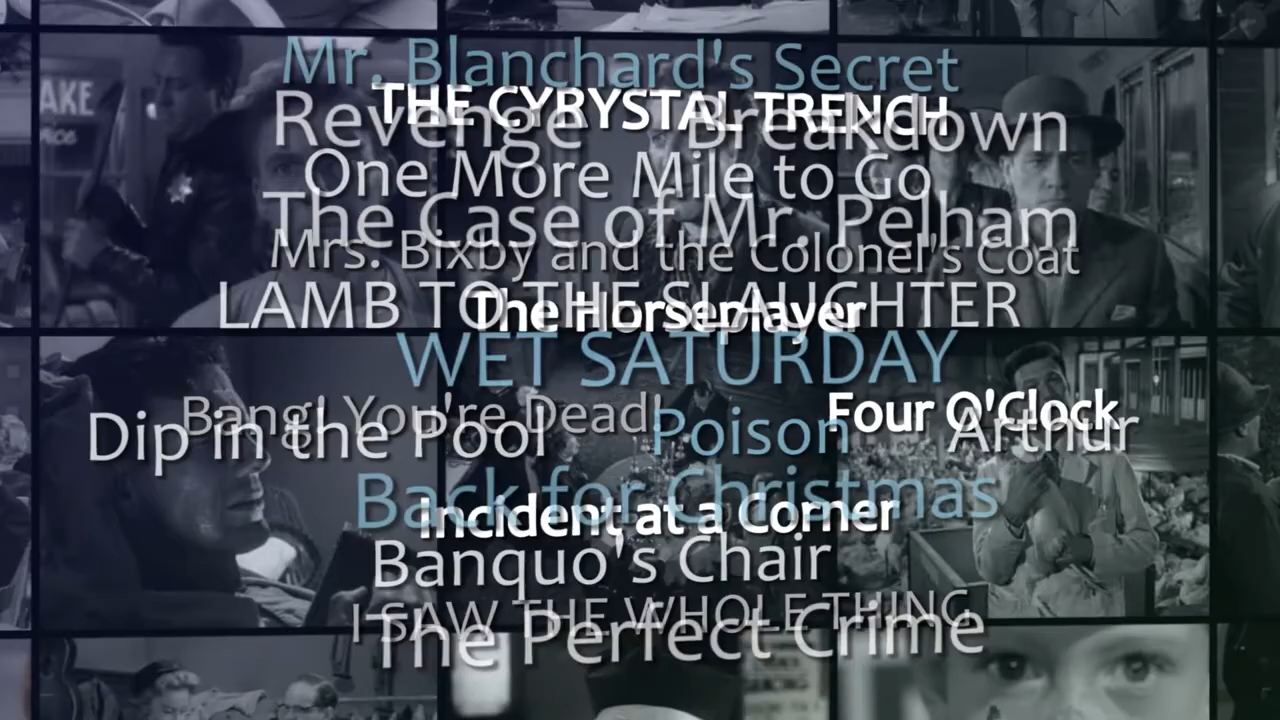 Mr. Blanchard's Secret
THE CYRYSTAL TRENCH
Revenge
Breakdown
One More Mile to Go
The Case of Mr. Pelham
Mrs. Bixby and the Colonel's Coat
LAMB TO THE SLAUGHTER
The Horseplayer
WET SATURDAY
Bang! You're Dead!
Four O'Clock
Dip in the Pool
Poison
Arthur
Back for Christmas
Incident at a Corner
Banquo's Chair
I SAW THE WHOLE THING
The Perfect Crime
AKE